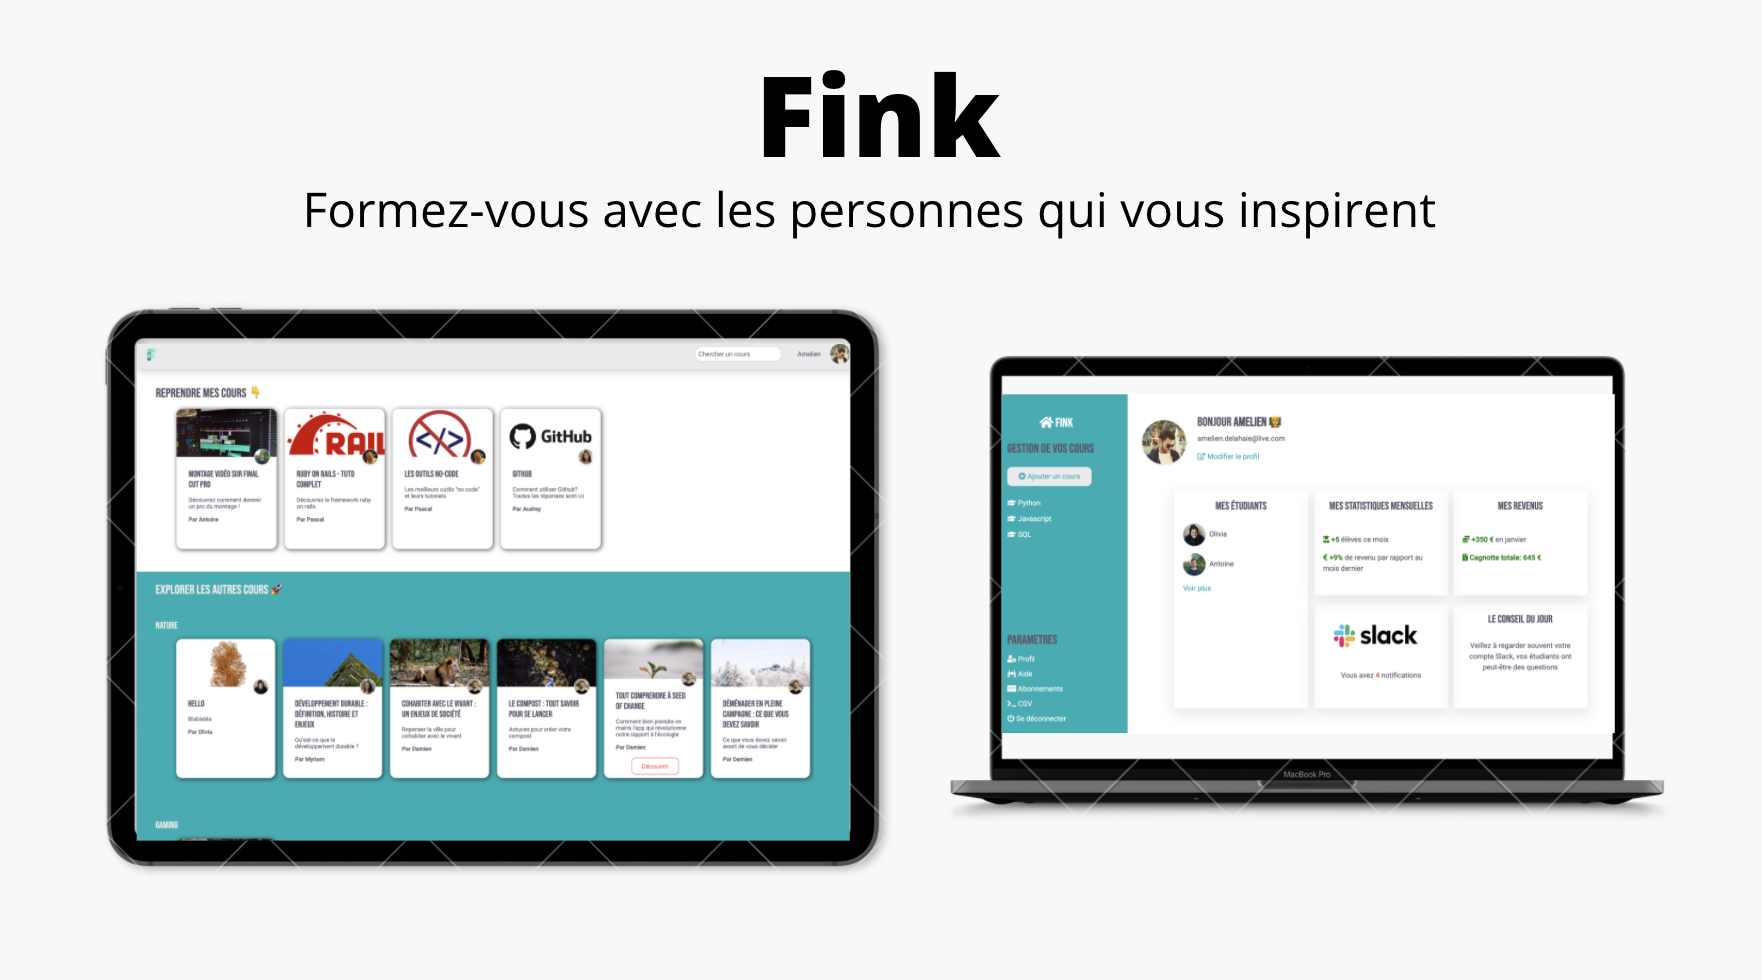 Fink
Formez-vous avec les personnes qui vous inspirent
Chercher un cours
Amelien
REPRENDRE MES COURS
RAIL
GitHub
MONTAGE VIDÉO SUR FINAL
CUT PRO
Découvrez comment devenir
un pro du montage !
Par Antoine
RUBY ON RAILS - TUTO
COMPLET
Découvrez le framework ruby
on rails.
Par Pascal
LES OUTILS NO-CODE
Les meilleurs outils "no code"
et leurs tutoriels
Par Pascal
GITHUB
Comment utiliser Github?
Toutes les réponses sont ici
Par Audrey
EXPLORER LES AUTRES COURS
NATURE
HELLO
Blablabla
Par Olivia
DÉVELOPPEMENT DURABLE :
DÉFINITION, HISTOIRE ET
ENJEUX
Qu'est-ce que le
développement durable ?
Par Myriam
COHABITER AVEC LE VIVANT :
UN ENJEUX DE SOCIÉTÉ
Repenser la ville pour
cohabiter avec le vivant
Par Damien
LE COMPOST : TOUT SAVOIR
POUR SE LANCER
Astuces pour créer votre
compost
Par Damien
TOUT COMPRENDRE À SEED
OF CHANGE
Comment bien prendre en
mains l'app qui révolutionne
notre rapport à l'écologie
Par Damien
Découvrir
DÉMÉNAGER EN PLEINE
CAMPAGNE : CE QUE VOUS
DEVEZ SAVOIR
Ce que vous devez savoir
avant de vous décider
Par Damien
GAMING
FINK
GESTION DE VOS COURS
Ajouter un cours
Python
Javascript
SQL
PARAMETRES
Profil
Aide
Abonnements
CGV
Se déconnecter
BONJOUR AMELIEN
amelien.delahaie@live.com
Modifier le profil
MES ÉTUDIANTS
Olivia
Antoine
Voir plus
MES STATISTIQUES MENSUELLES
+5 élèves ce mois
€ +9% de revenu par rapport au
mois dernier
MES REVENUS
+350 € en janvier
Cagnotte totale: 645 €
slack
Vous avez 4 notifications
LE CONSEIL DU JOUR
Veillez à regarder souvent votre
compte Slack, vos étudiants ont
peut-être des questions
MacBook Pro